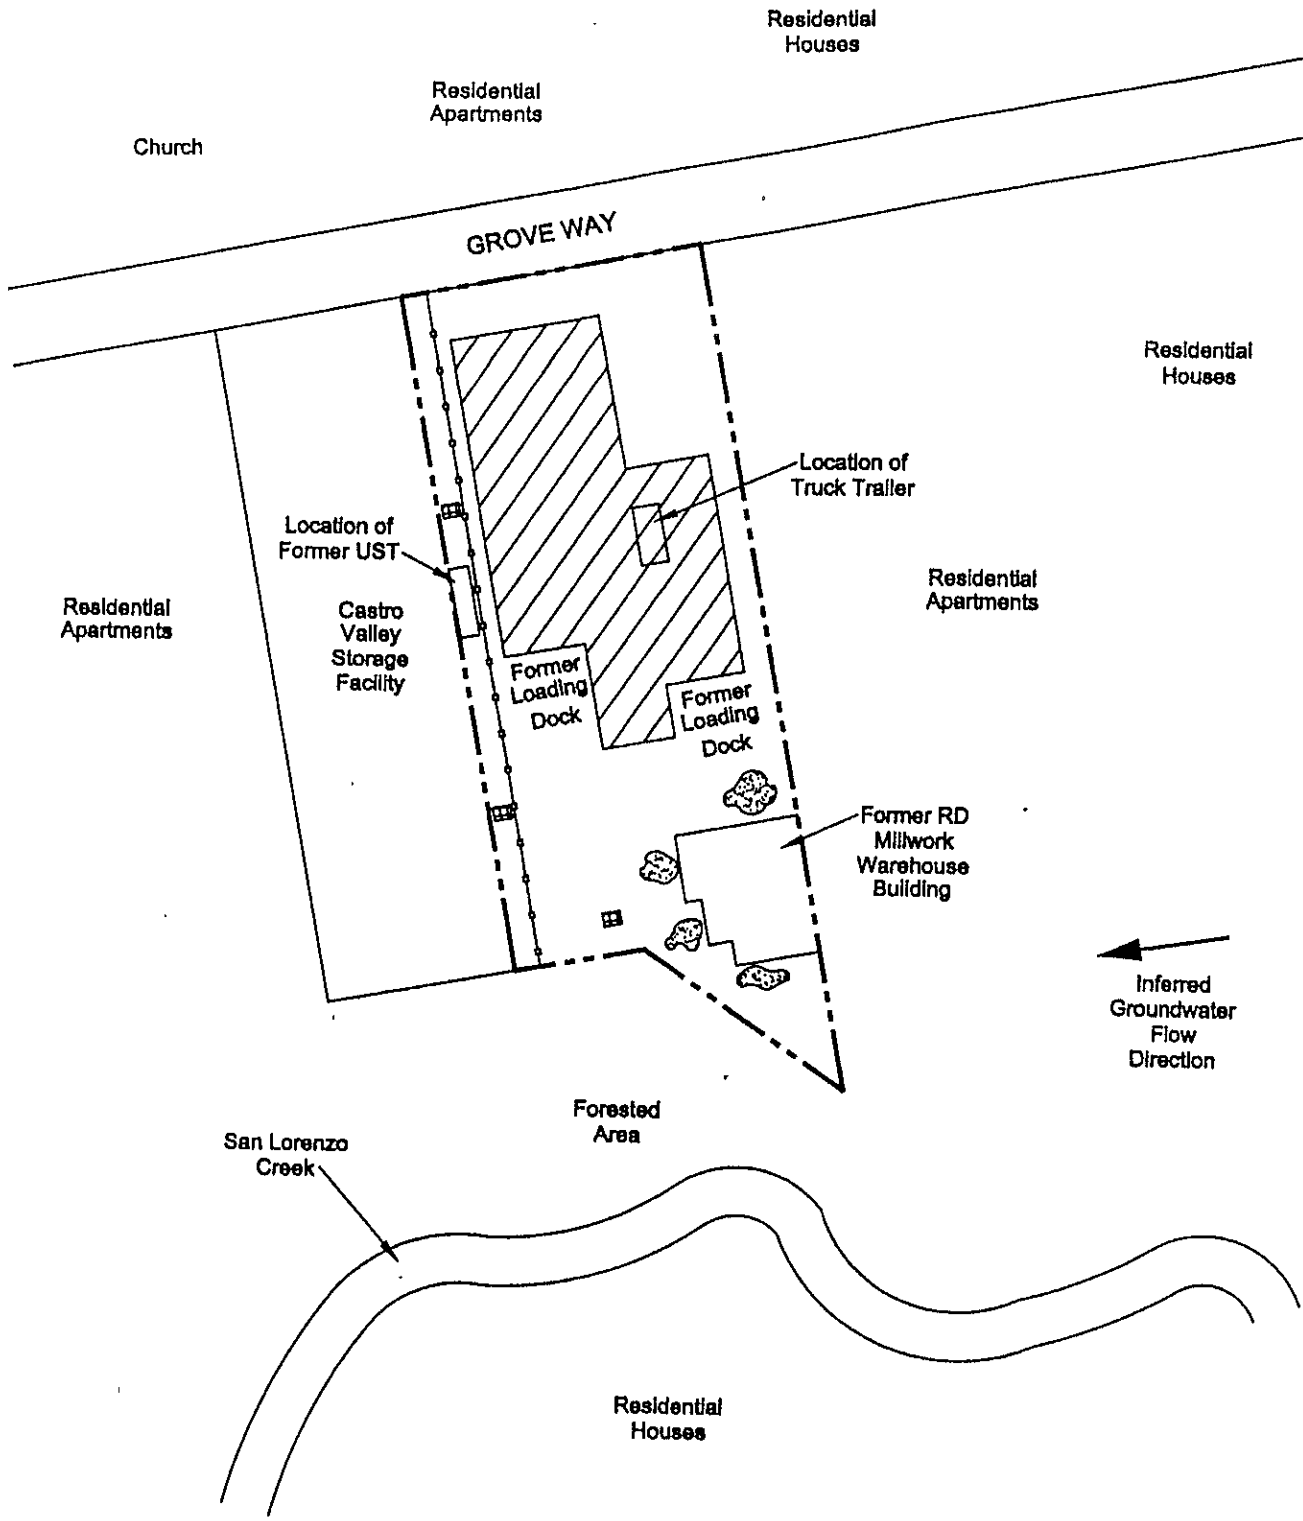 Residential
Houses
Residential
Apartments
Church
GROVE WAY
Residential
Houses
Location of
Truck Trailer
Location of
Former UST
Residential
Apartments
Residential
Apartments
Castro
Valley
Storage
Facility
Former
Loading
Dock
Former
Loading
Dock
Former RD
Millwork
Warehouse
Building
Inferred
Groundwater
Flow
Direction
Forested
Area
San Lorenzo
Creek
Residential
Houses